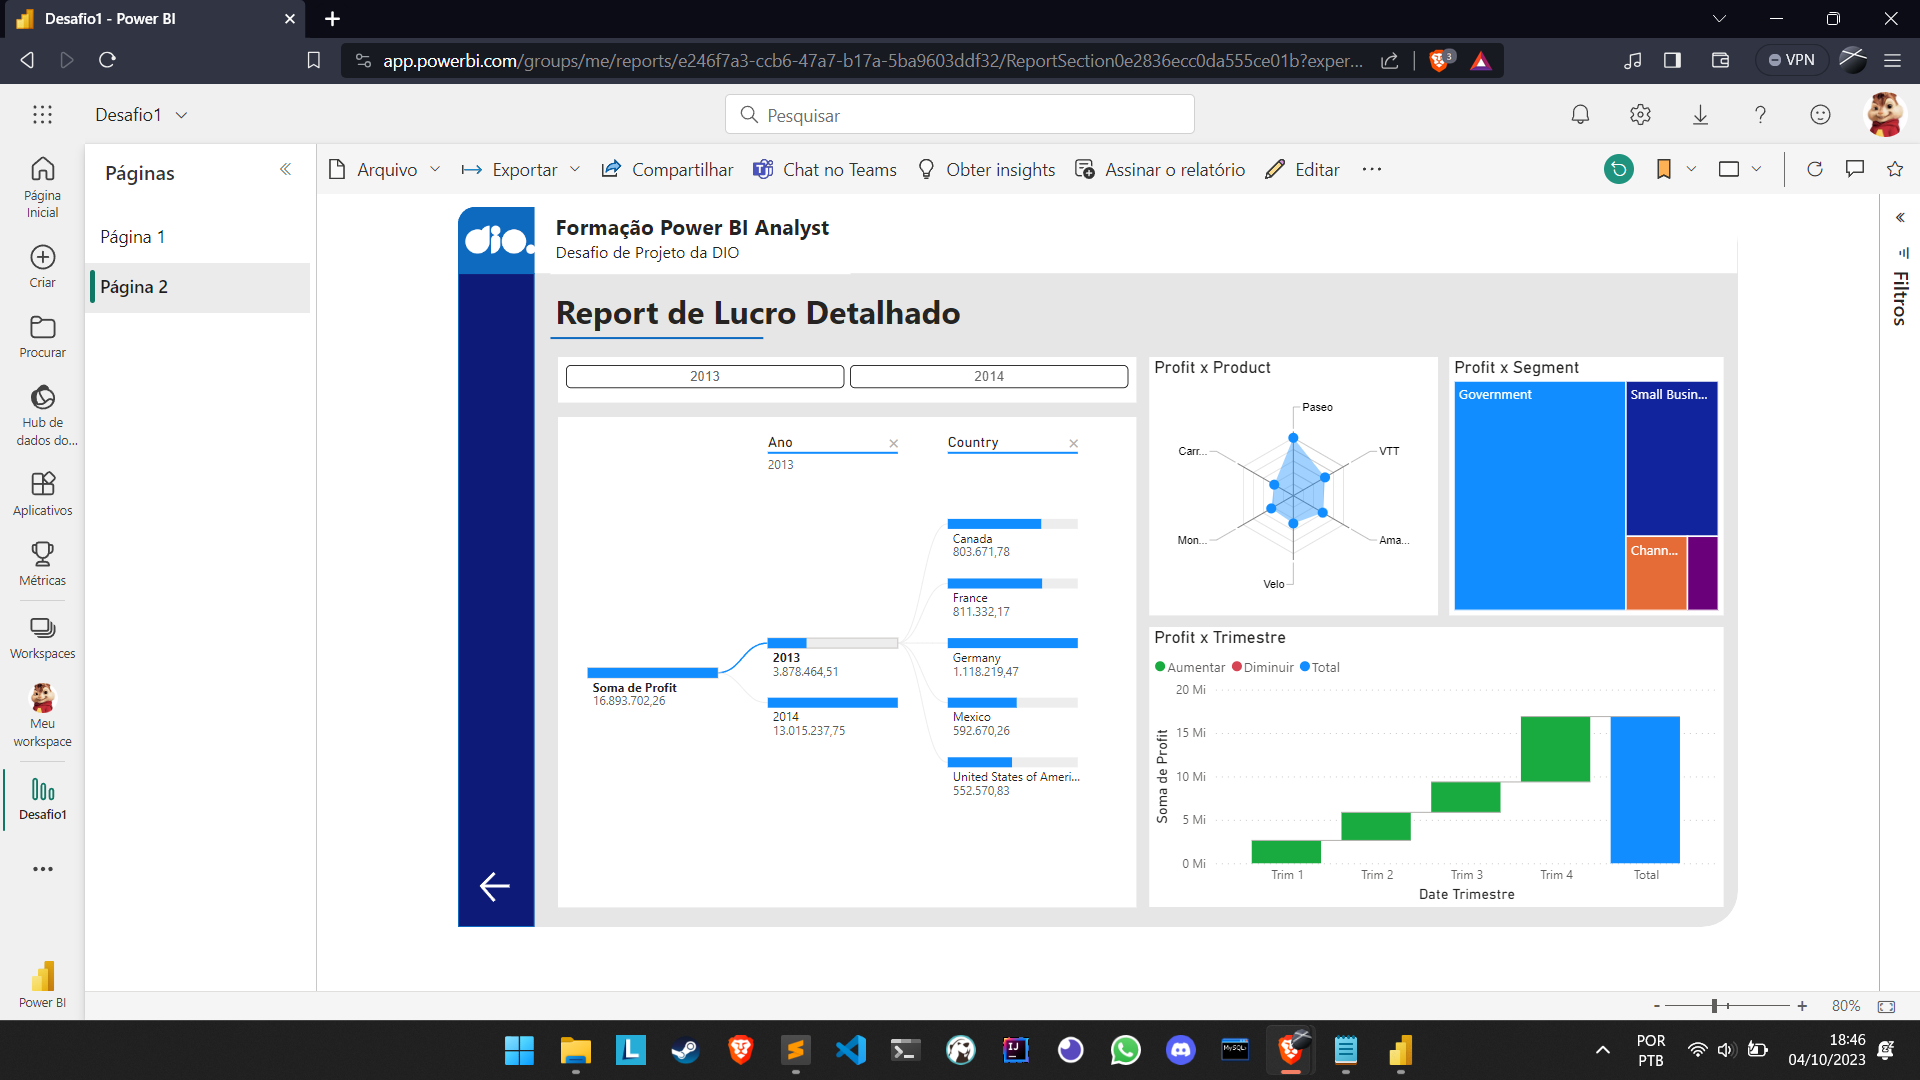 Desafio1 - Power BI
app.powerbi.com/groups/me/reports/e246f7a3-ccb6-47a7-b17a-5ba9603ddf32/ReportSection0e2836ecc0da555ce01b?exper...
3
VPN
Desafio1
Pesquisar
Página Inicial
Criar
Procurar
Hub de dados do...
Aplicativos
Métricas
Workspaces
Meu workspace
Desafio1
Power BI
Páginas
Página 1
Página 2
Arquivo
Exportar
Compartilhar
Chat no Teams
Obter insights
Assinar o relatório
Editar
Filtros
dio.
Formação Power BI Analyst
Desafio de Projeto da DIO
Report de Lucro Detalhado
2013
2014
Ano
2013
Country
Soma de Profit
16.893.702,26
2013
3.878.464,51
2014
13.015.237,75
Canada
803.671,78
France
811.332,17
Germany
1.118.219,47
Mexico
592.670,26
United States of Ameri...
552.570,83
Profit x Product
Paseo
VTT
Ama...
Velo
Mon...
Carr...
Profit x Segment
Government
Small Busin...
Chann...
Profit x Trimestre
Aumentar
Diminuir
Total
Soma de Profit
20 Mi
15 Mi
10 Mi
5 Mi
0 Mi
Trim 1
Trim 2
Trim 3
Trim 4
Total
Date Trimestre
- + 80%
L
IJ
MySQL
POR
PTB
18:46
04/10/2023